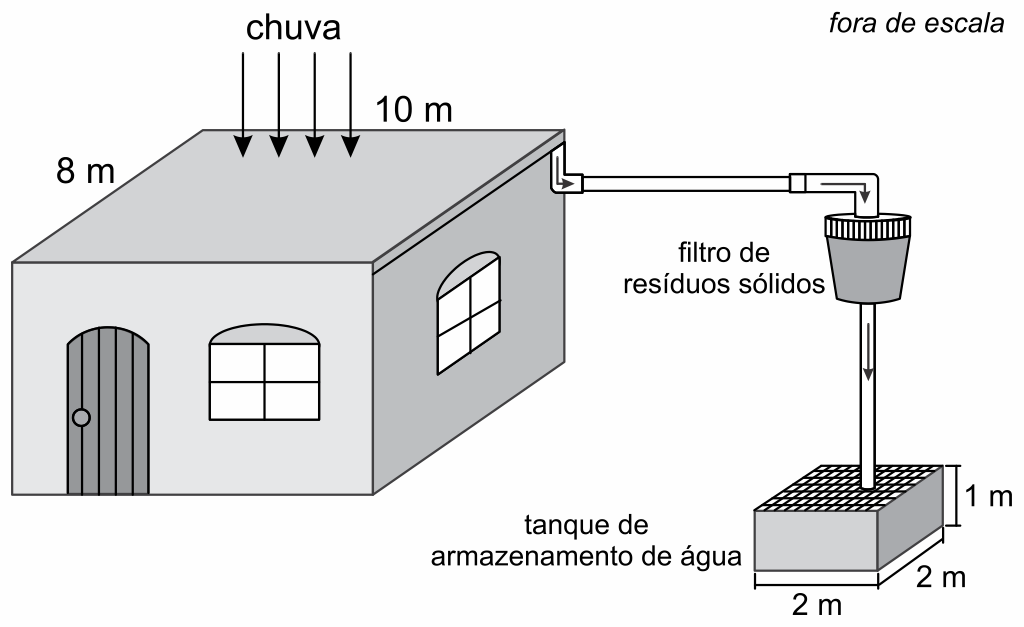 chuva
fora de escala
10 m
8 m
filtro de
resíduos sólidos
1 m
tanque de
armazenamento de água
2 m
2 m